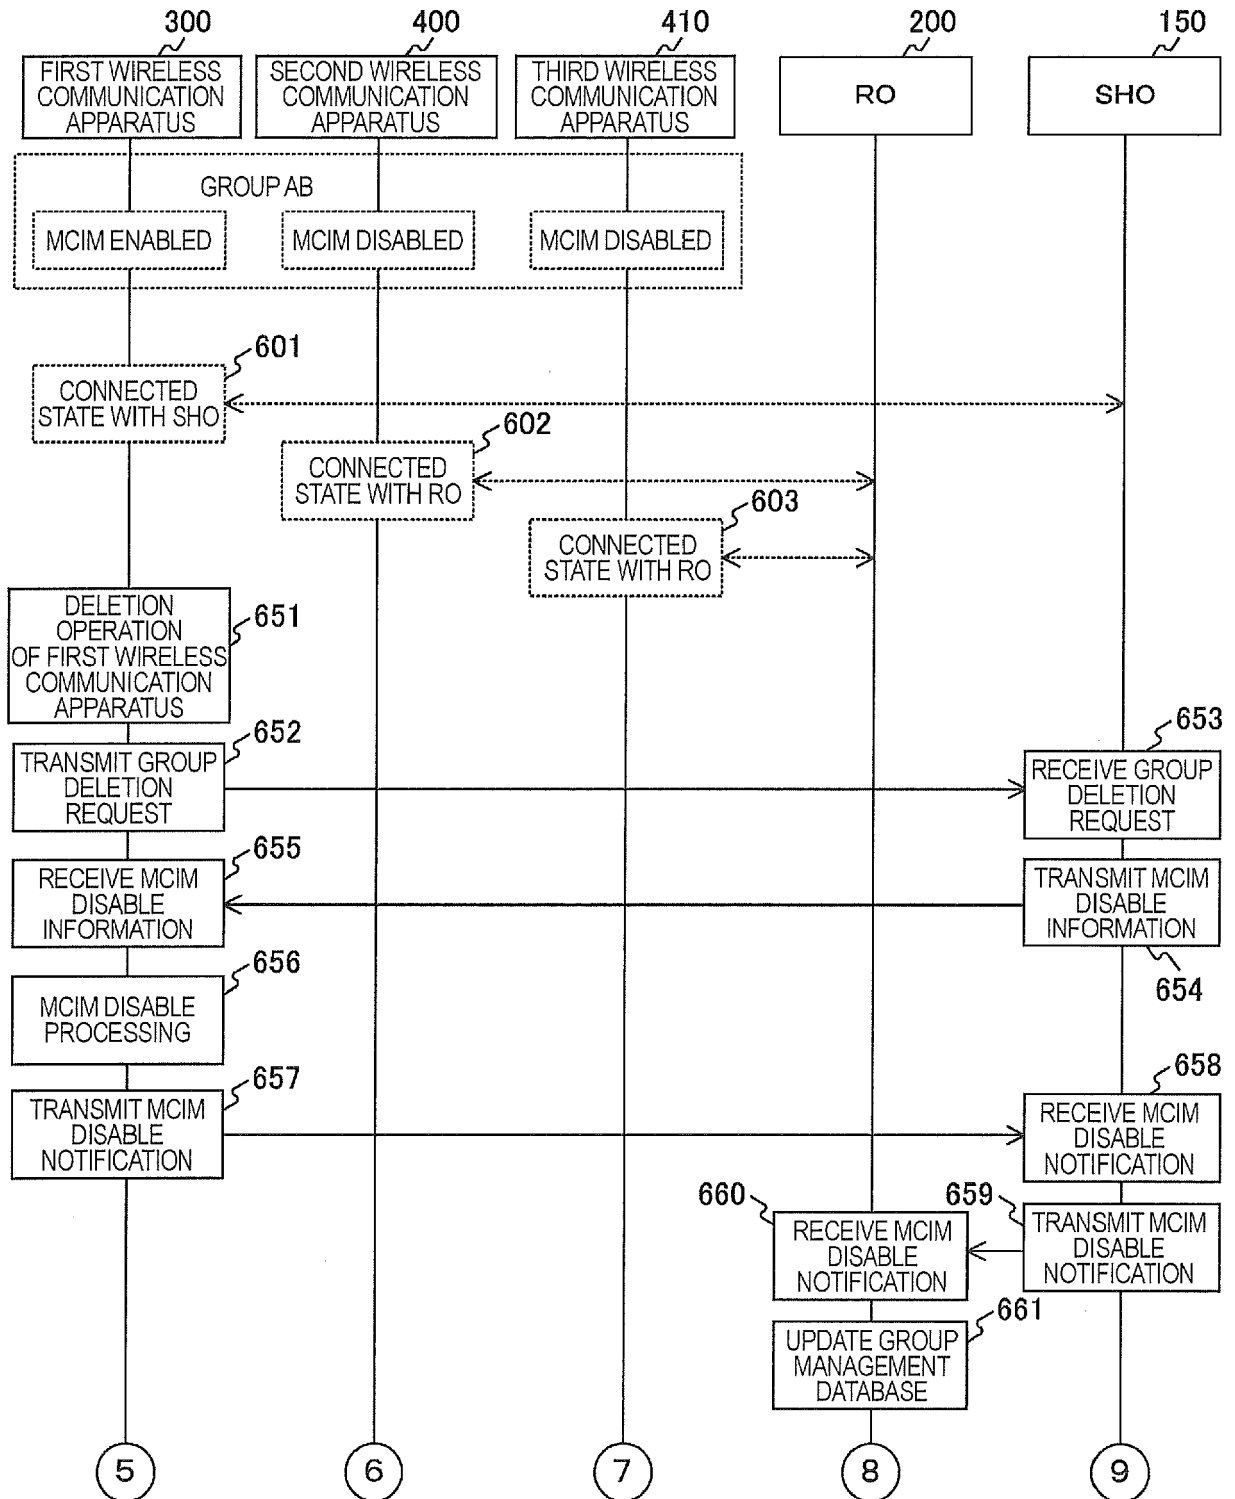 300
400
410
200
150
FIRST WIRELESS
COMMUNICATION
APPARATUS
SECOND WIRELESS
COMMUNICATION
APPARATUS
THIRD WIRELESS
COMMUNICATION
APPARATUS
RO
SHO
GROUP AB
MCIM ENABLED
MCIM DISABLED
MCIM DISABLED
601
CONNECTED
STATE WITH SHO
602
CONNECTED
STATE WITH RO
603
CONNECTED
STATE WITH RO
651
DELETION
OPERATION
OF FIRST WIRELESS
COMMUNICATION
APPARATUS
652
TRANSMIT GROUP
DELETION
REQUEST
653
RECEIVE GROUP
DELETION
REQUEST
655
RECEIVE MCIM
DISABLE
INFORMATION
TRANSMIT MCIM
DISABLE
INFORMATION
654
656
MCIM DISABLE
PROCESSING
657
TRANSMIT MCIM
DISABLE
NOTIFICATION
658
RECEIVE MCIM
DISABLE
NOTIFICATION
660
RECEIVE MCIM
DISABLE
NOTIFICATION
659
TRANSMIT MCIM
DISABLE
NOTIFICATION
661
UPDATE GROUP
MANAGEMENT
DATABASE
5
6
7
8
9